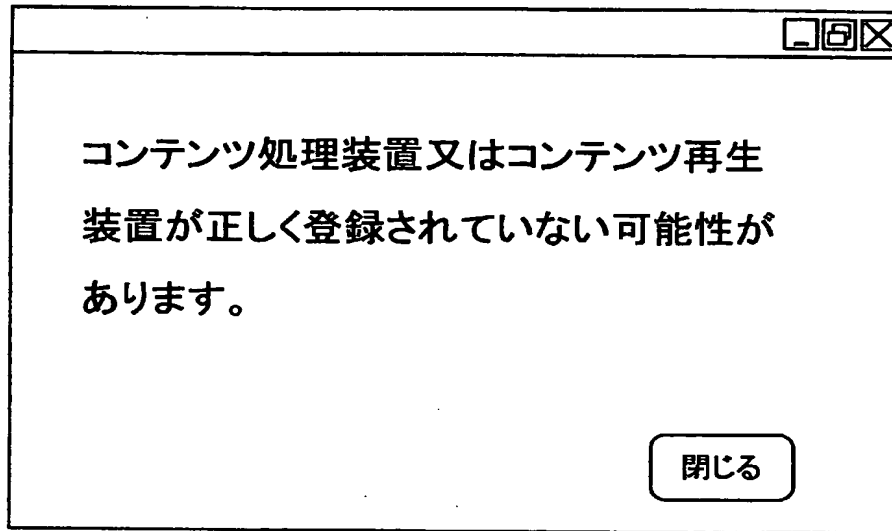 コンテンツ処理装置又はコンテンツ再生
装置が正しく登録されていない可能性が
あります。
閉じる